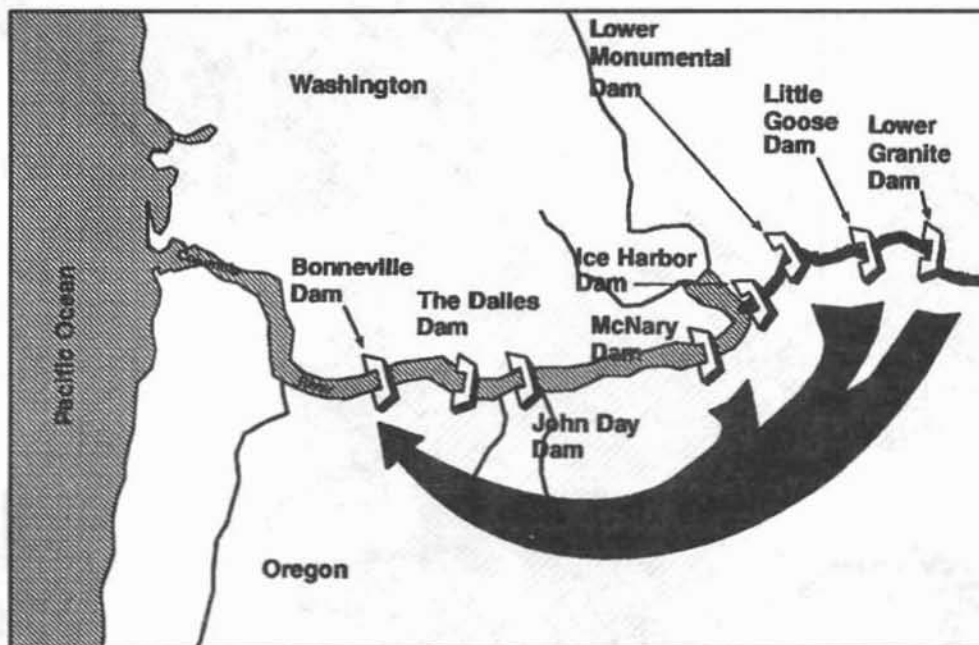 Lower
Monumental
Dam
Washington
Little
Goose
Dam
Lower
Granite
Dam
Ice Harbor
Dam
Bonneville
Dam
The Dalles
Dam
McNary
Dam
John Day
Dam
Pacific Ocean
Oregon